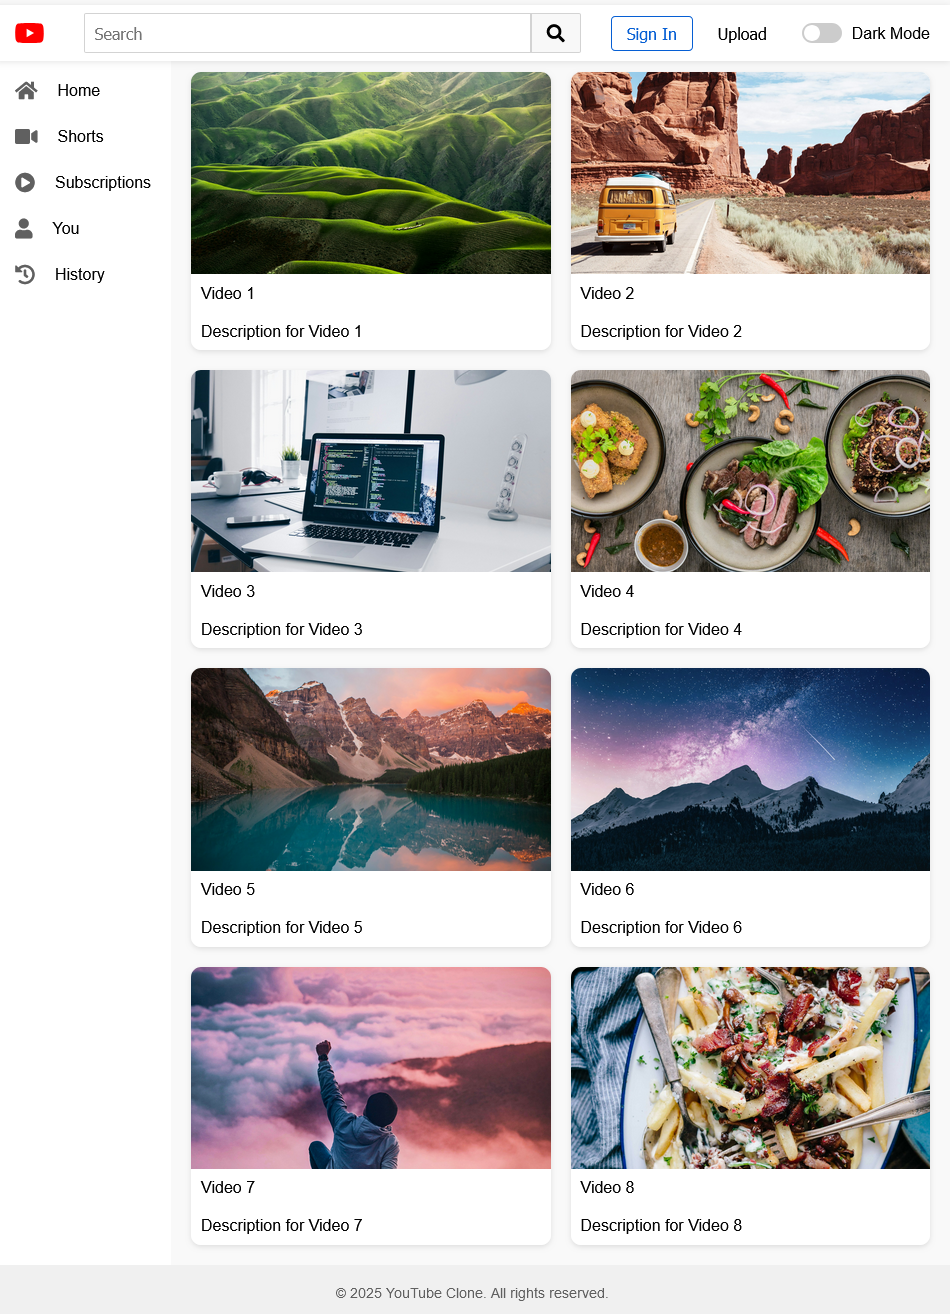 Search
Sign In
Upload
Dark Mode
Home
Shorts
Subscriptions
You
History
Video 1
Description for Video 1
Video 2
Description for Video 2
Video 3
Description for Video 3
Video 4
Description for Video 4
Video 5
Description for Video 5
Video 6
Description for Video 6
Video 7
Description for Video 7
Video 8
Description for Video 8
© 2025 YouTube Clone. All rights reserved.